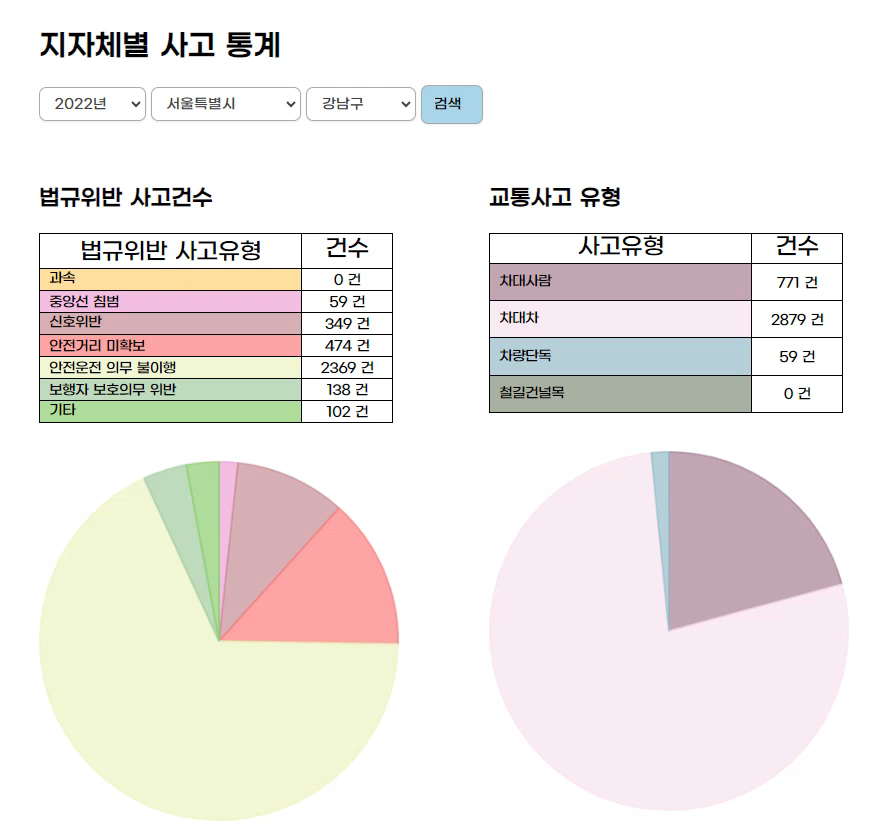 지자체별 사고 통계
2022년 서울특별시 강남구 검색
법규위반 사고건수
법규위반 사고유형 건수
과속 0 건
중앙선 침범 59 건
신호위반 349 건
안전거리 미확보 474 건
안전운전 의무 불이행 2369 건
보행자 보호의무 위반 138 건
기타 102 건
교통사고 유형
사고유형 건수
차대사람 771 건
차대차 2879 건
차량단독 59 건
철길건널목 0 건